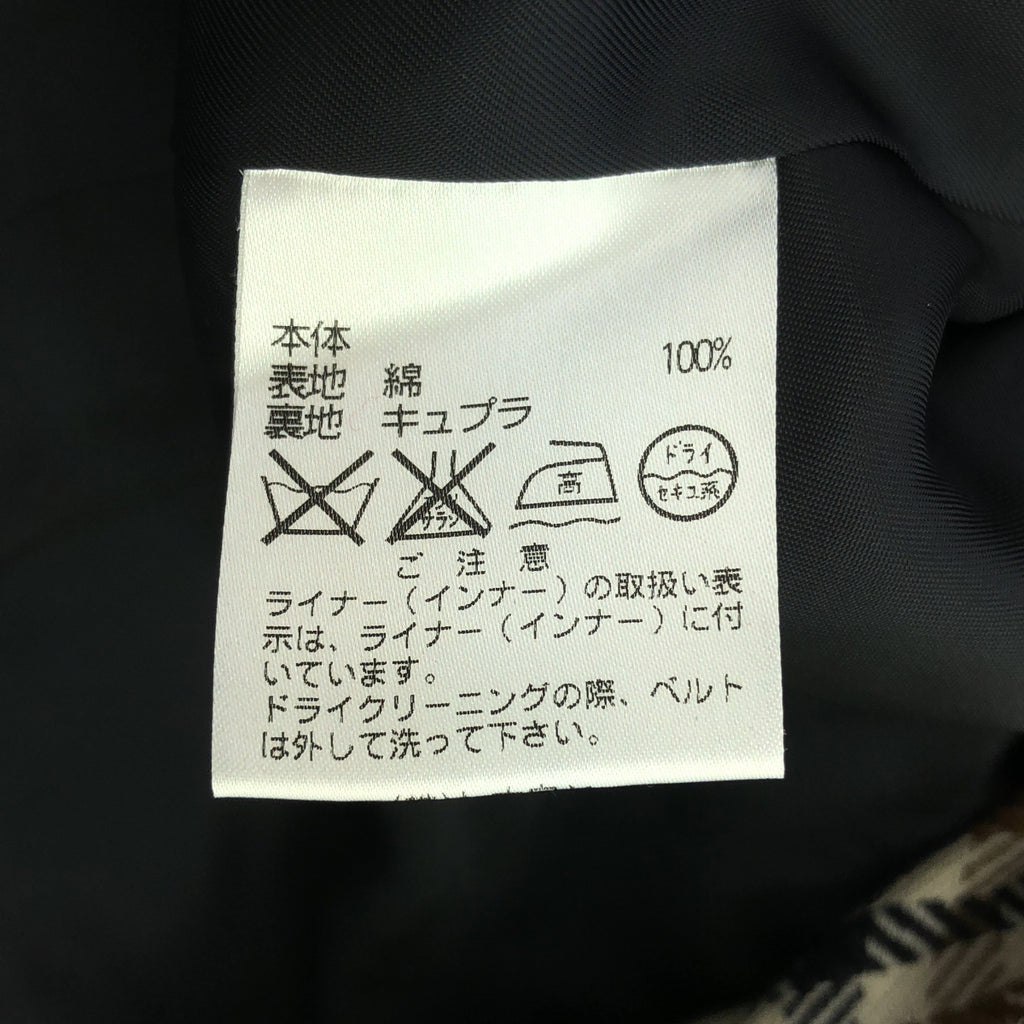 本体
表地 綿 100%
裏地 キュプラ
サラシ
高
ドライ
セキユ系
ご注意
ライナー(インナー)の取扱い表
示は、ライナー(インナー)に付
いています。
ドライクリーニングの際、ベルト
は外して洗って下さい。